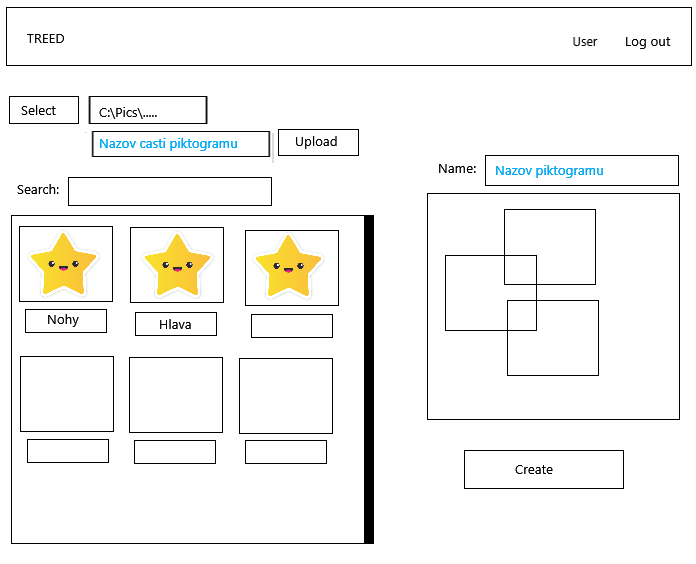 TREED
User
Log out
Select
C:\Pics\.....
Nazov casti piktogramu
Upload
Search:
Nohy
Hlava
Name:
Nazov piktogramu
Create